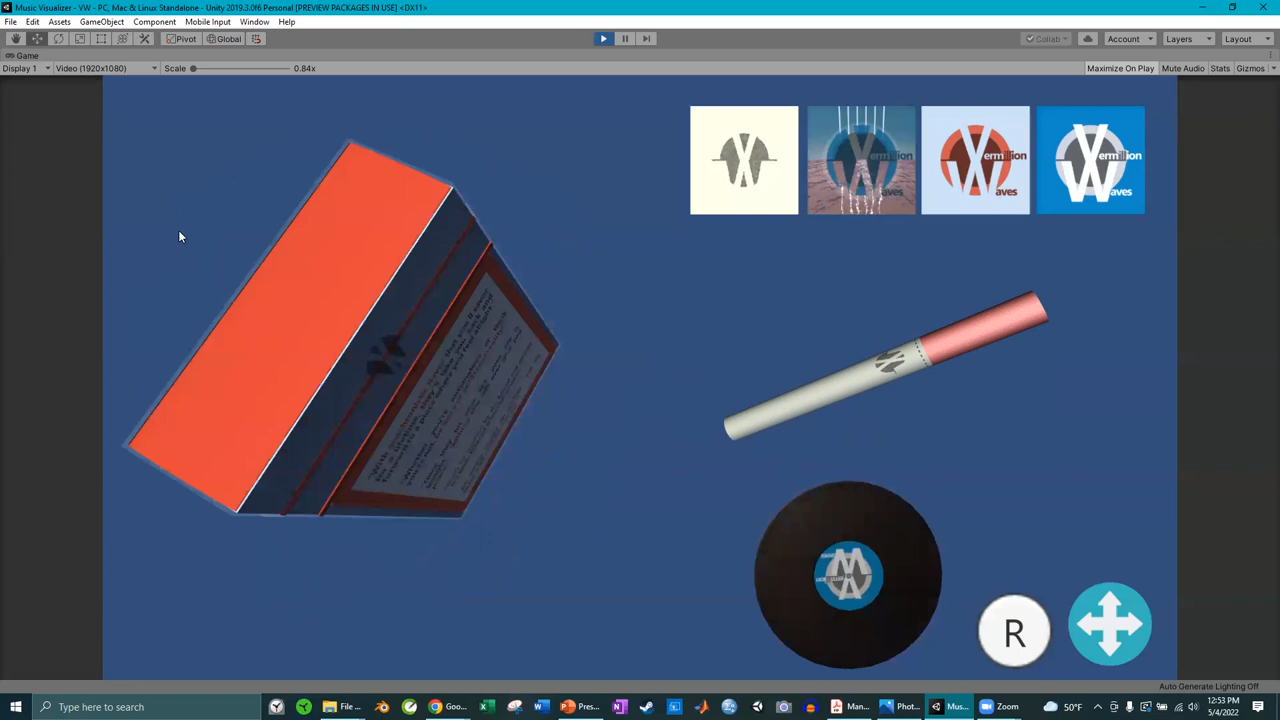 Music Visualizer - VW - PC, Mac & Linux Standalone - Unity 2019.3.0f6 Personal [PREVIEW PACKAGES IN USE] <DX11>
File Edit Assets GameObject Component Mobile Input Window Help
Pivot Global Collab Account Layers Layout
Game
Display 1 Video (1920x1080) Scale 0.84x Maximize On Play Mute Audio Stats Gizmos
ermillion
aves
ermillion
aves
ermillion
aves
R
Auto Generate Lighting Off
Type here to search
File ... Goo... Pres... Man... Phot... Mus... Zoom 50°F 12:53 PM
5/4/2022